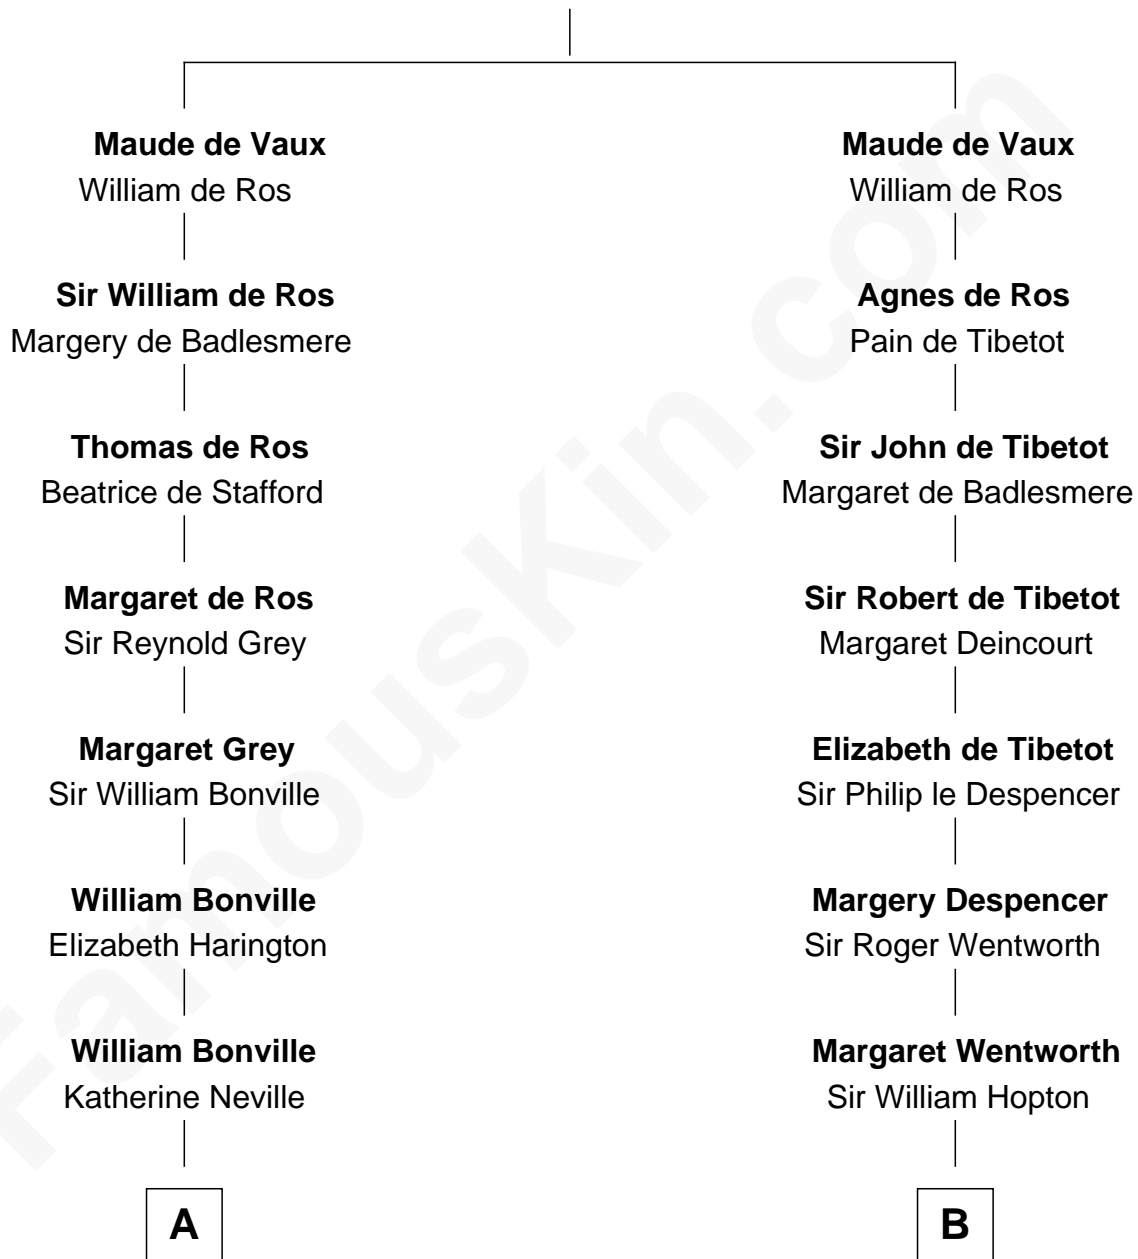 Maude de Vaux
William de Ros
Sir William de Ros
Margery de Badlesmere
Thomas de Ros
Beatrice de Stafford
Margaret de Ros
Sir Reynold Grey
Margaret Grey
Sir William Bonville
William Bonville
Elizabeth Harington
William Bonville
Katherine Neville
A
Maude de Vaux
William de Ros
Agnes de Ros
Pain de Tibetot
Sir John de Tibetot
Margaret de Badlesmere
Sir Robert de Tibetot
Margaret Deincourt
Elizabeth de Tibetot
Sir Philip le Despencer
Margery Despencer
Sir Roger Wentworth
Margaret Wentworth
Sir William Hopton
B
FamousKin.com